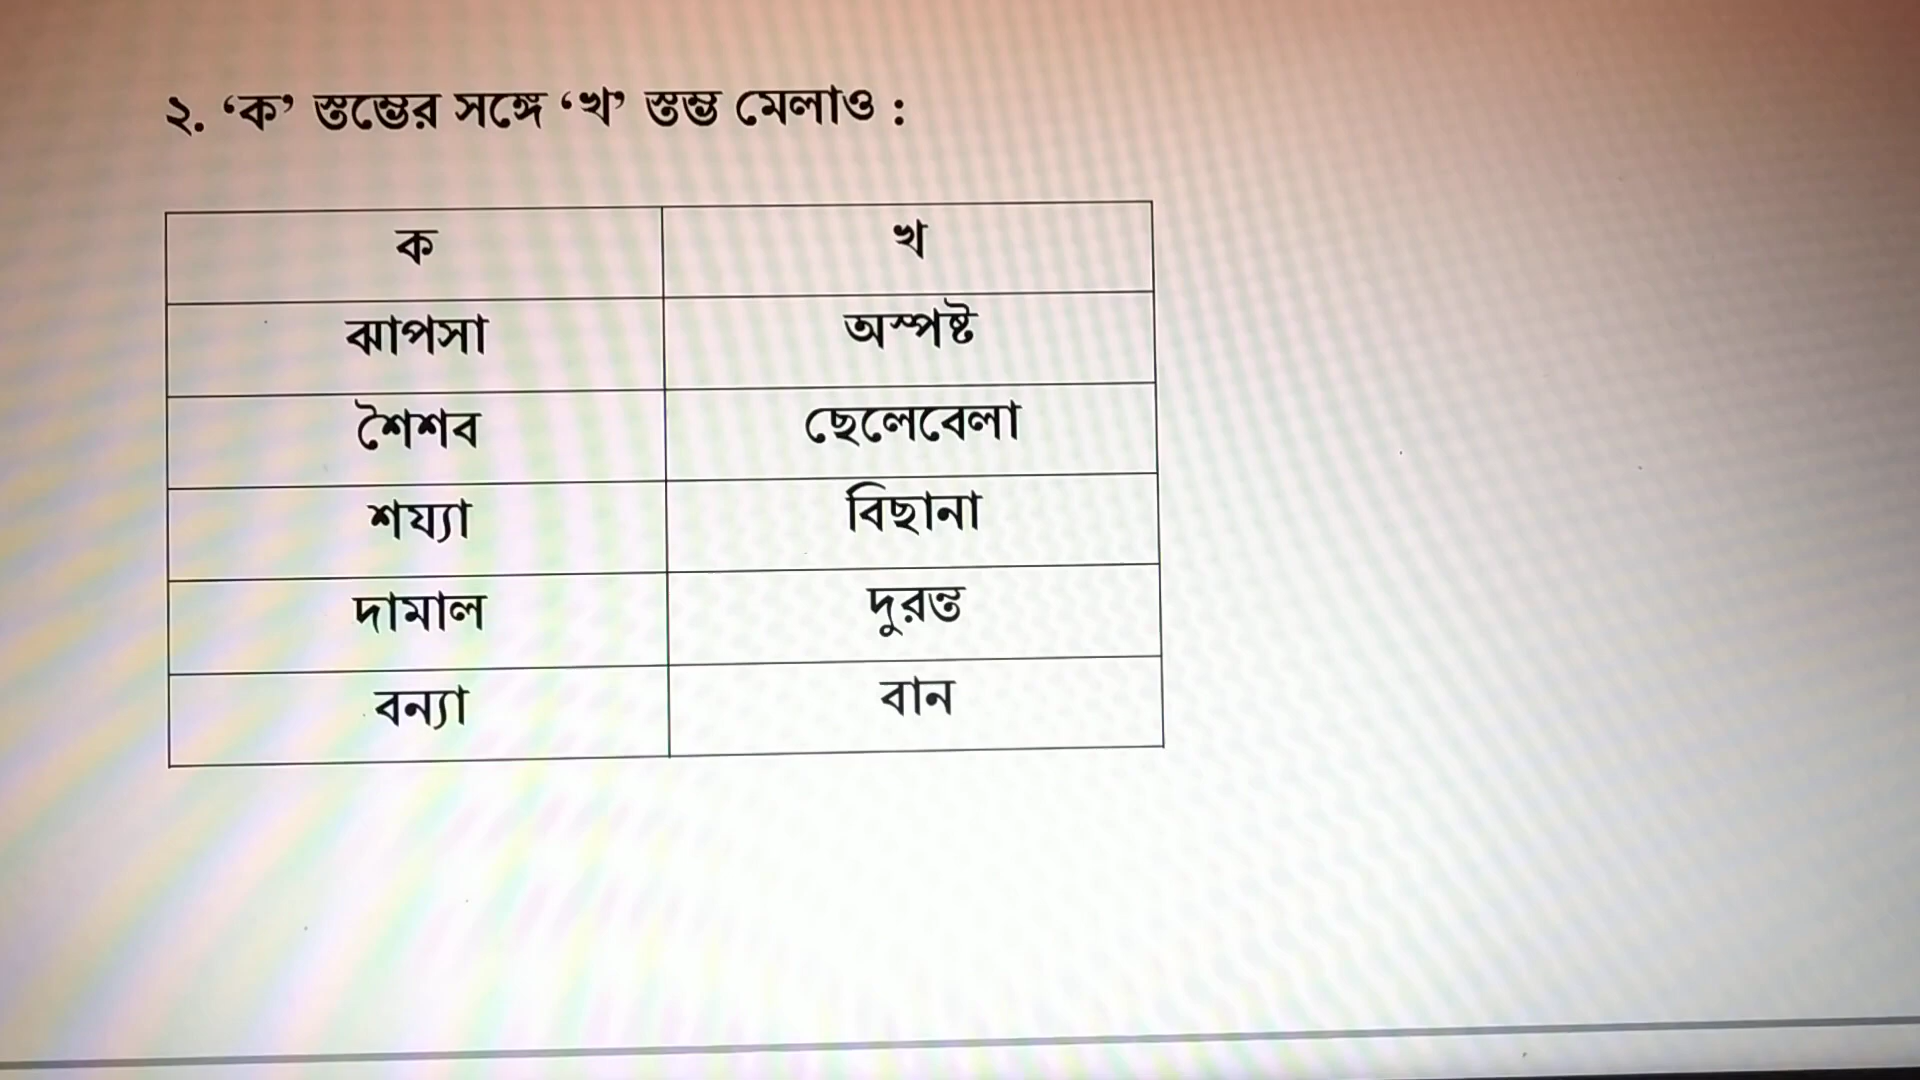 ২. ‘ক’ স্তম্ভের সঙ্গে ‘খ’ স্তম্ভ মেলাও :
ক খ
ঝাপসা অস্পষ্ট
শৈশব ছেলেবেলা
শয্যা বিছানা
দামাল দুরন্ত
বন্যা বান